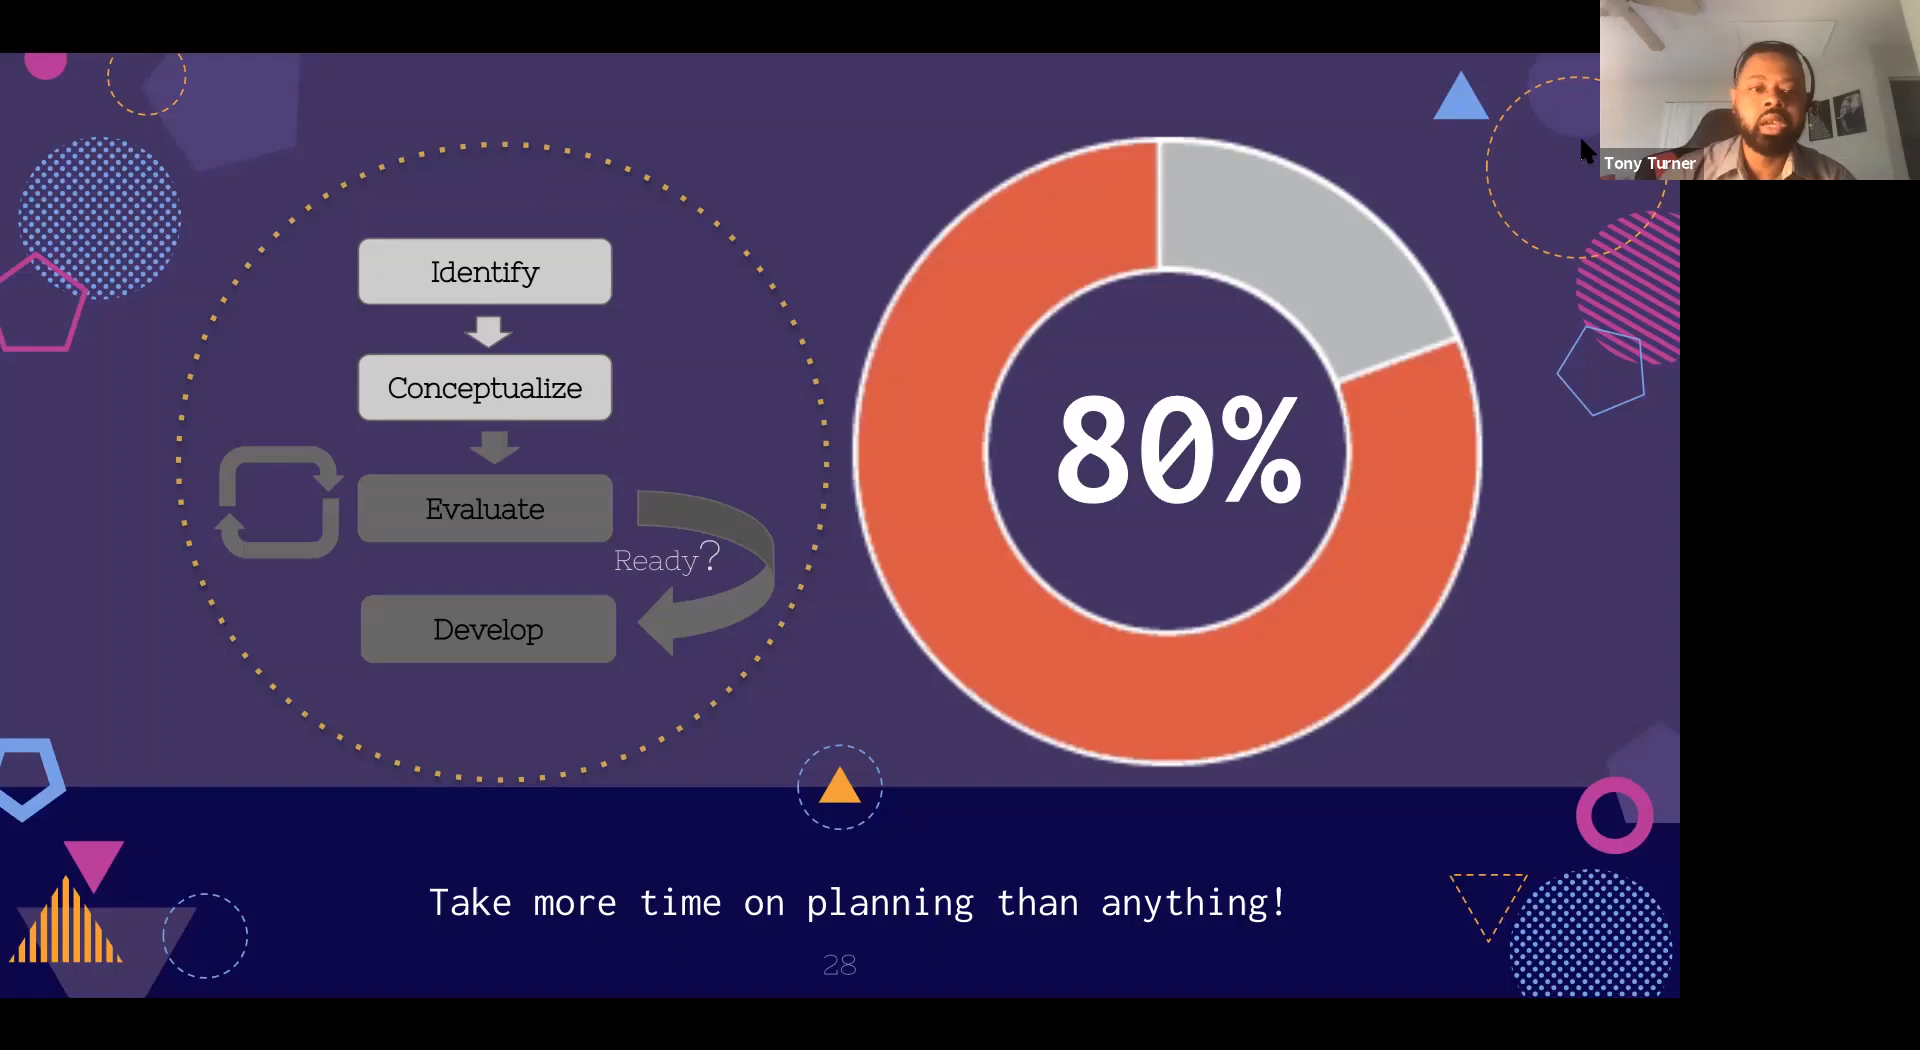 Tony Turner
Identify
Conceptualize
Evaluate
Ready?
Develop
80%
Take more time on planning than anything!
28